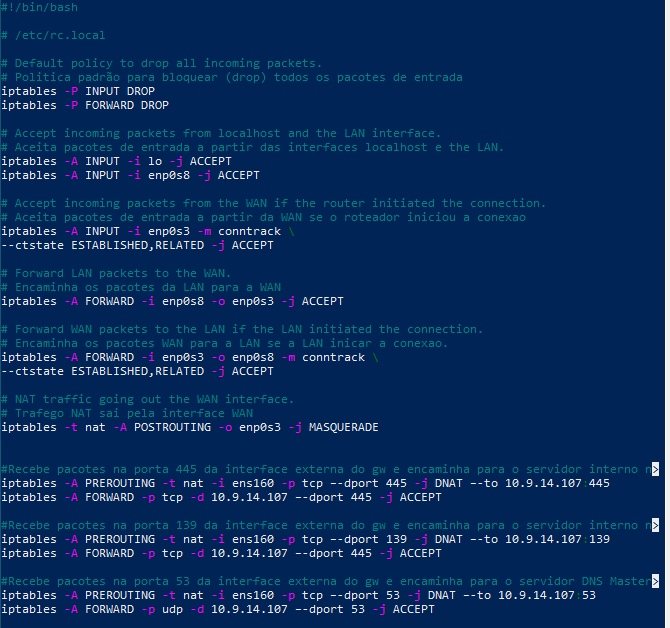 #!/bin/bash
# /etc/rc.local
# Default policy to drop all incoming packets.
# Politica padrão para bloquear (drop) todos os pacotes de entrada
iptables -P INPUT DROP
iptables -P FORWARD DROP
# Accept incoming packets from localhost and the LAN interface.
# Aceita pacotes de entrada a partir das interfaces localhost e the LAN.
iptables -A INPUT -i lo -j ACCEPT
iptables -A INPUT -i enp0s8 -j ACCEPT
# Accept incoming packets from the WAN if the router initiated the connection.
# Aceita pacotes de entrada a partir da WAN se o roteador iniciou a conexao
iptables -A INPUT -i enp0s3 -m conntrack \
--ctstate ESTABLISHED,RELATED -j ACCEPT
# Forward LAN packets to the WAN.
# Encaminha os pacotes da LAN para a WAN
iptables -A FORWARD -i enp0s8 -o enp0s3 -j ACCEPT
# Forward WAN packets to the LAN if the LAN initiated the connection.
# Encaminha os pacotes WAN para a LAN se a LAN inicar a conexao.
iptables -A FORWARD -i enp0s3 -o enp0s8 -m conntrack \
--ctstate ESTABLISHED,RELATED -j ACCEPT
# NAT traffic going out the WAN interface.
# Trafego NAT sai pela interface WAN
iptables -t nat -A POSTROUTING -o enp0s3 -j MASQUERADE
#Recebe pacotes na porta 445 da interface externa do gw e encaminha para o servidor interno n>
iptables -A PREROUTING -t nat -i ens160 -p tcp --dport 445 -j DNAT --to 10.9.14.107:445
iptables -A FORWARD -p tcp -d 10.9.14.107 --dport 445 -j ACCEPT
#Recebe pacotes na porta 139 da interface externa do gw e encaminha para o servidor interno n>
iptables -A PREROUTING -t nat -i ens160 -p tcp --dport 139 -j DNAT --to 10.9.14.107:139
iptables -A FORWARD -p tcp -d 10.9.14.107 --dport 445 -j ACCEPT
#Recebe pacotes na porta 53 da interface externa do gw e encaminha para o servidor DNS Master>
iptables -A PREROUTING -t nat -i ens160 -p tcp --dport 53 -j DNAT --to 10.9.14.107:53
iptables -A FORWARD -p udp -d 10.9.14.107 --dport 53 -j ACCEPT